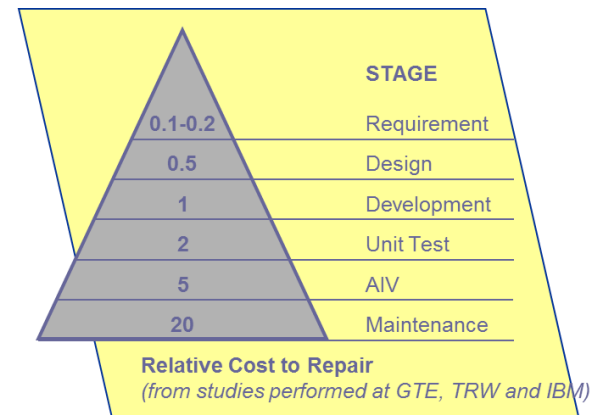 STAGE
0.1-0.2 Requirement
0.5 Design
1 Development
2 Unit Test
5 AIV
20 Maintenance
Relative Cost to Repair
(from studies performed at GTE, TRW and IBM)